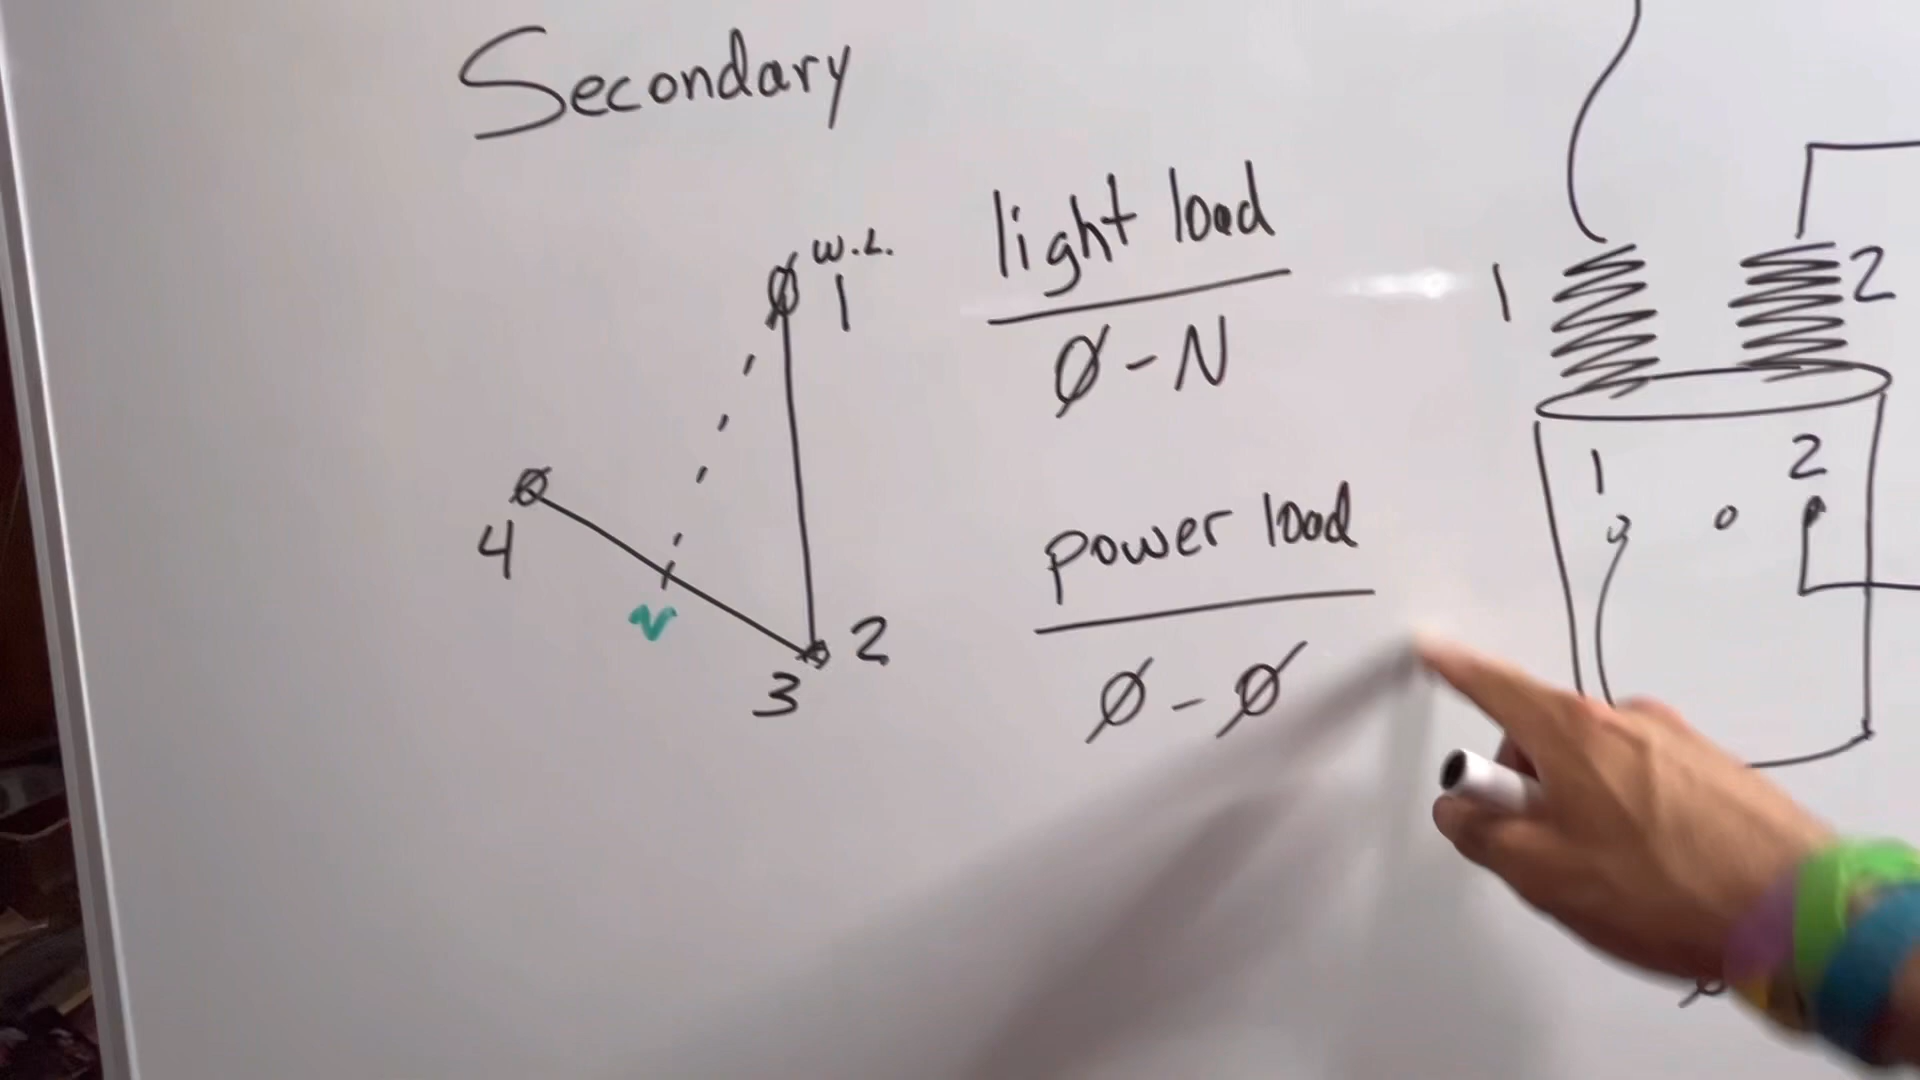 Secondary
Ø W.L.
1
light load
Ø-N
Ø
4
N
2
3
power load
Ø-Ø
1
2
1
2
Ø